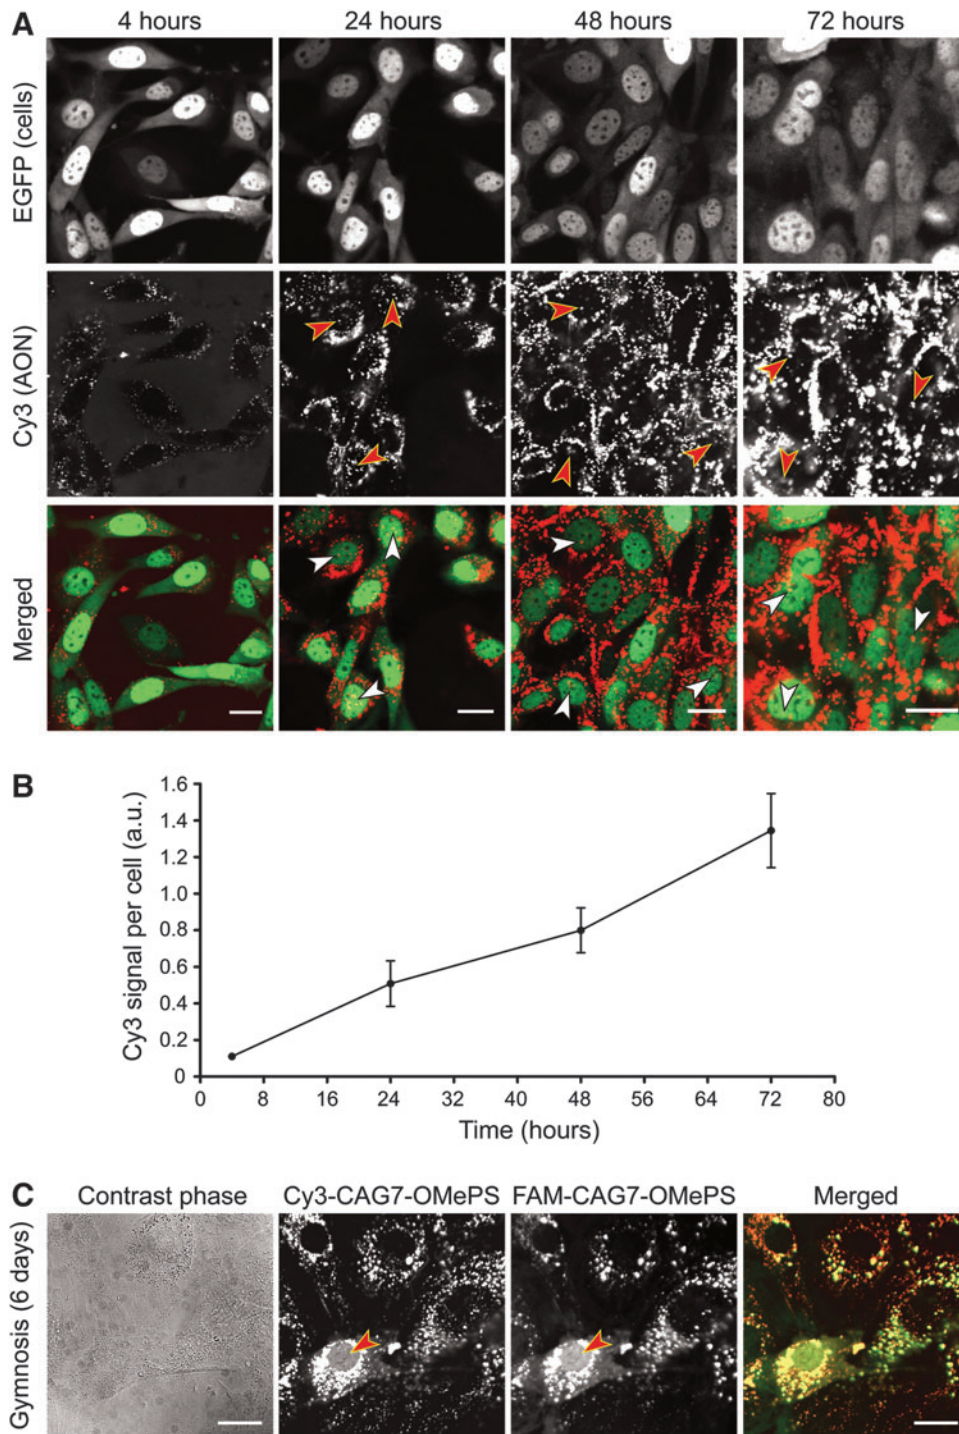 A
4 hours
24 hours
48 hours
72 hours
EGFP (cells)
Cy3 (AON)
Merged
B
1.6
1.4
1.2
1.0
0.8
0.6
0.4
0.2
0
Cy3 signal per cell (a.u.)
0 8 16 24 32 40 48 56 64 72 80
Time (hours)
C
Contrast phase
Cy3-CAG7-OMePS
FAM-CAG7-OMePS
Merged
Gymnosis (6 days)